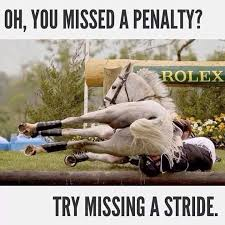 OH, YOU MISSED A PENALTY?
ROLEX
TRY MISSING A STRIDE.